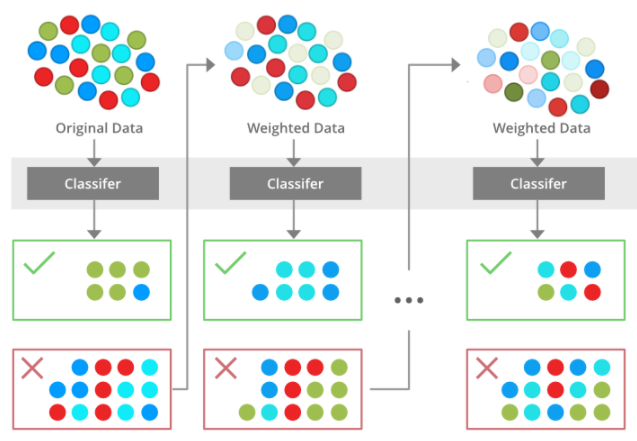 Original Data
Weighted Data
Weighted Data
Classifer
Classifer
Classifer
...